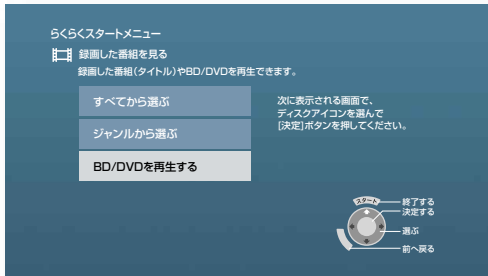 らくらくスタートメニュー
録画した番組を見る
録画した番組(タイトル)やBD/DVDを再生できます。
すべてから選ぶ
ジャンルから選ぶ
BD/DVDを再生する
次に表示される画面で、
ディスクアイコンを選んで
[決定]ボタンを押してください。
スタート
終了する
決定する
選ぶ
前へ戻る